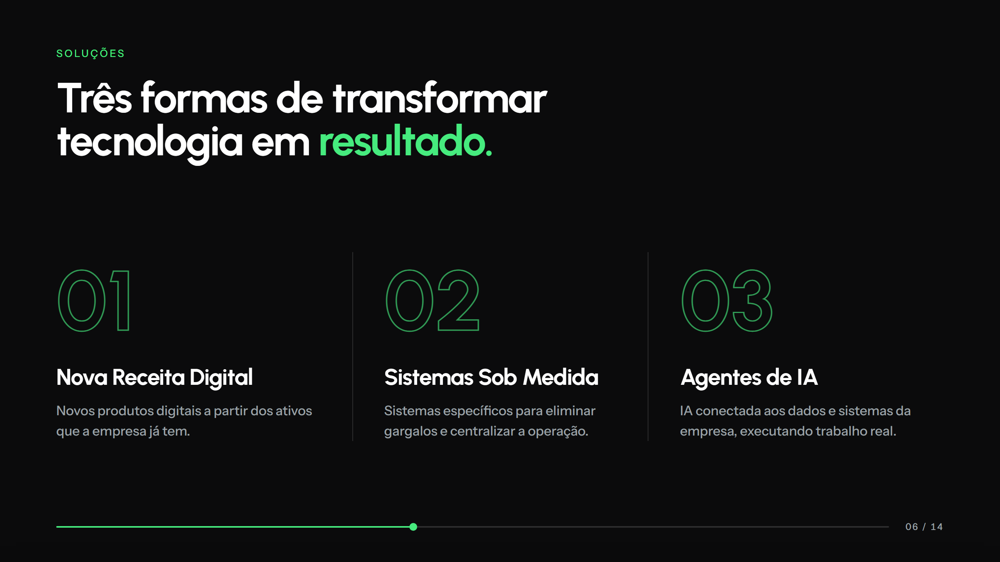 SOLUÇÕES
Três formas de transformar
tecnologia em resultado.
01
Nova Receita Digital
Novos produtos digitais a partir dos ativos
que a empresa já tem.
02
Sistemas Sob Medida
Sistemas específicos para eliminar
gargalos e centralizar a operação.
03
Agentes de IA
IA conectada aos dados e sistemas da
empresa, executando trabalho real.
06 / 14